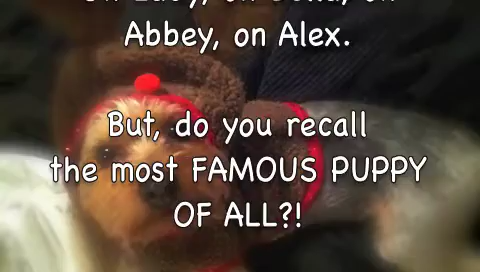 Abbey, on Alex.
But, do you recall
the most FAMOUS PUPPY
OF ALL?!